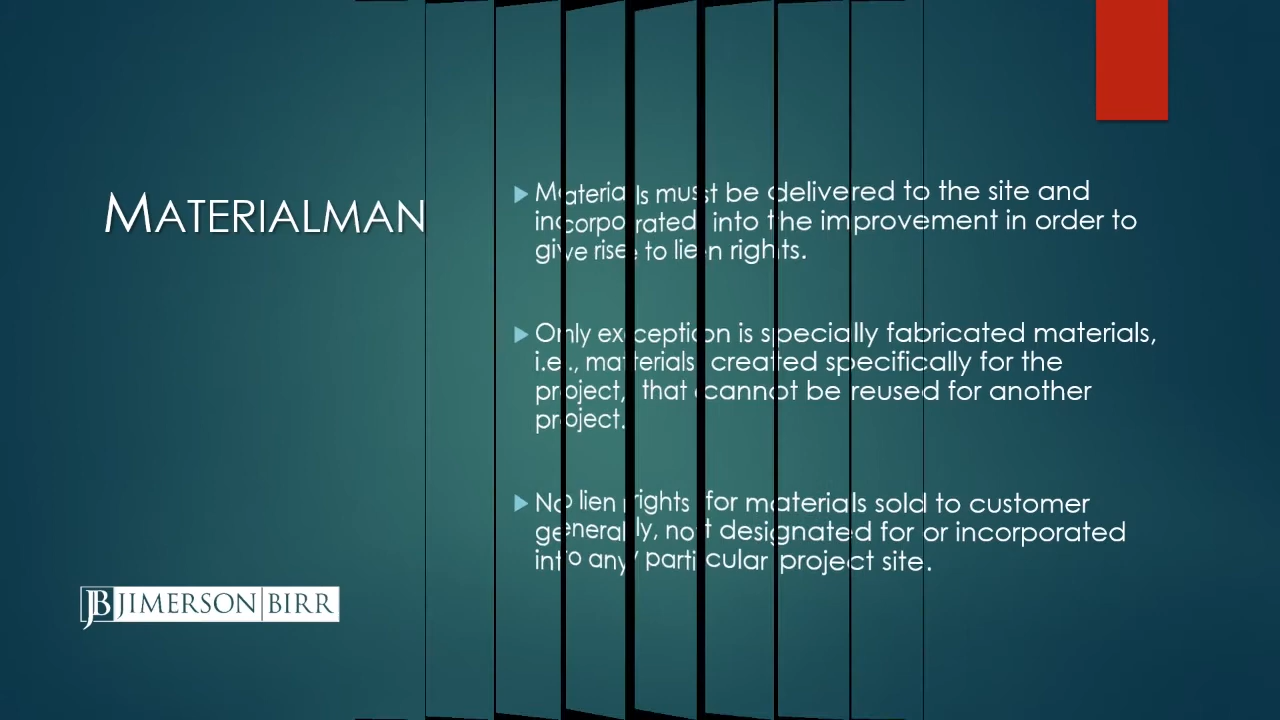 MATERIALMAN
Materials must be delivered to the site and
incorporated into the improvement in order to
give rise to lien rights.
Only exception is specially fabricated materials,
i.e., materials created specifically for the
project, that cannot be reused for another
project.
No lien rights for materials sold to customer
generally, not designated for or incorporated
into any particular project site.
JB JIMERSON BIRR